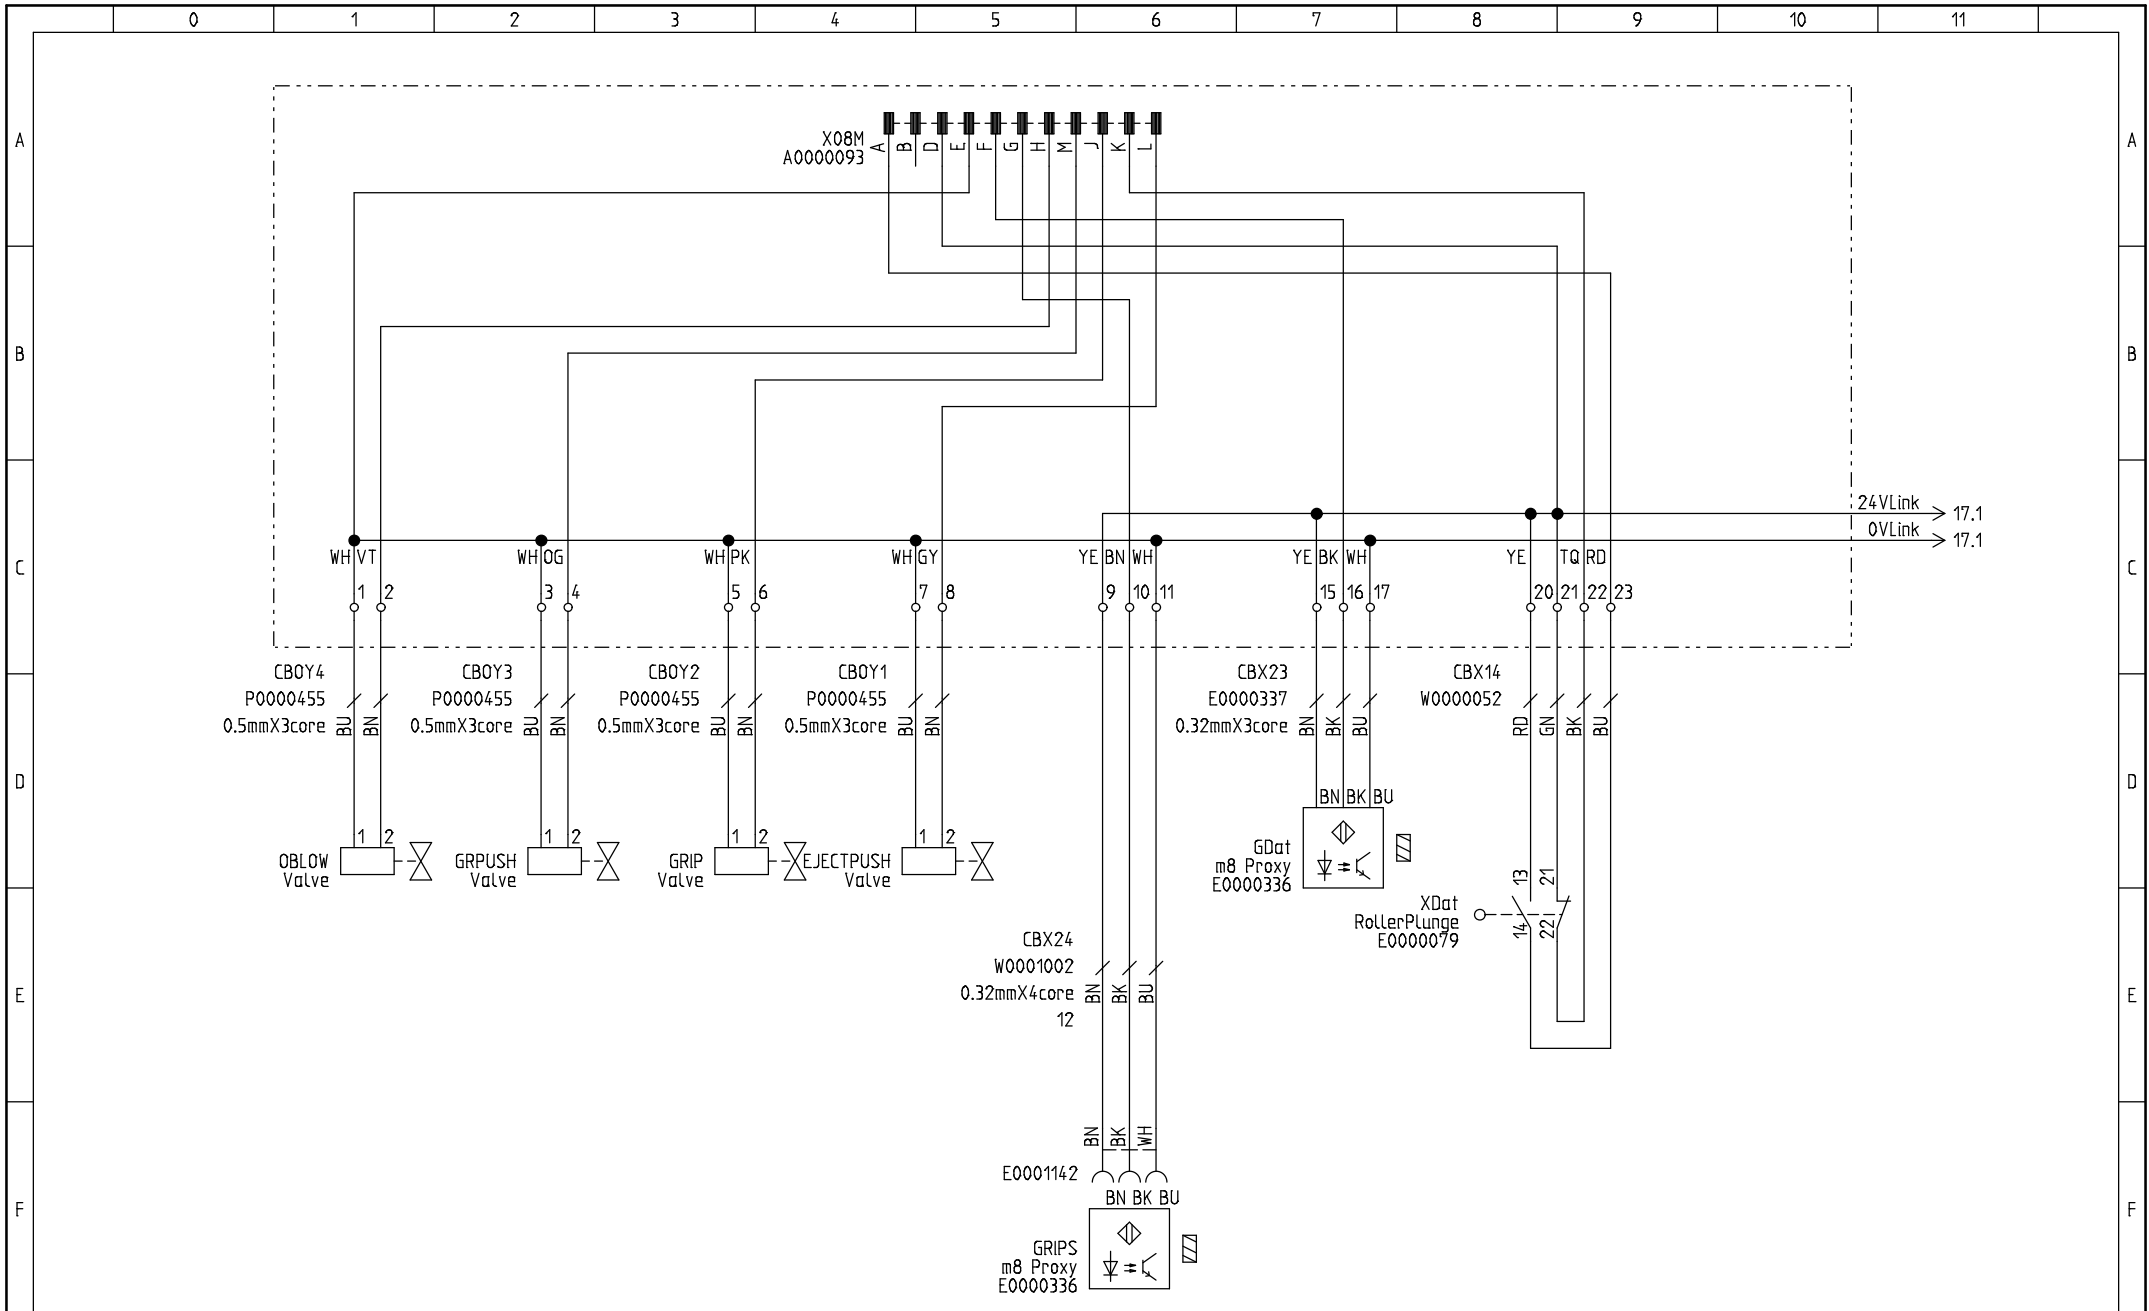 0 1 2 3 4 5 6 7 8 9 10 11
A A
X08M
A0000093
A B D E F G H M J K L
B B
24VLink 17.1
0VLink 17.1
C C
WH VT WH OG WH PK WH GY YE BN WH YE BK WH YE TQ RD
1 2 3 4 5 6 7 8 9 10 11 15 16 17 20 21 22 23
CB0Y4 CB0Y3 CB0Y2 CB0Y1 CBX23 CBX14
P0000455 P0000455 P0000455 P0000455 E0000337 W0000052
0.5mmX3core 0.5mmX3core 0.5mmX3core 0.5mmX3core 0.32mmX3core
BU BN BU BN BU BN BU BN BN BK BU RD GN BK BU
D D
BN BK BU
1 2 1 2 1 2 1 2
OBLOW GRPUSH GRIP EJECTPUSH
Valve Valve Valve Valve
GDat
m8 Proxy
E0000336
13 21
XDat
RollerPlunge
E0000079
14 22
CBX24
W0001002
0.32mmX4core
12
BN BK BU
E E
BN BK WH
E0001142
BN BK BU
F F
GRIPS
m8 Proxy
E0000336